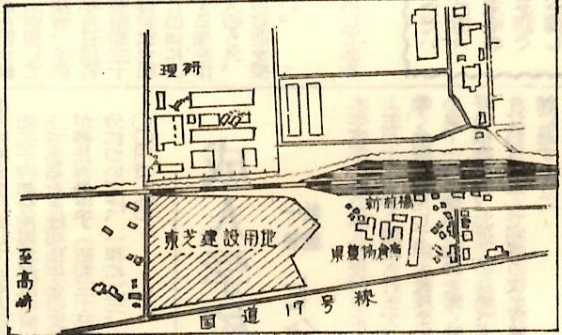 理研
新前橋
東芝建設用地
県農協倉庫
至高崎
国道17号線